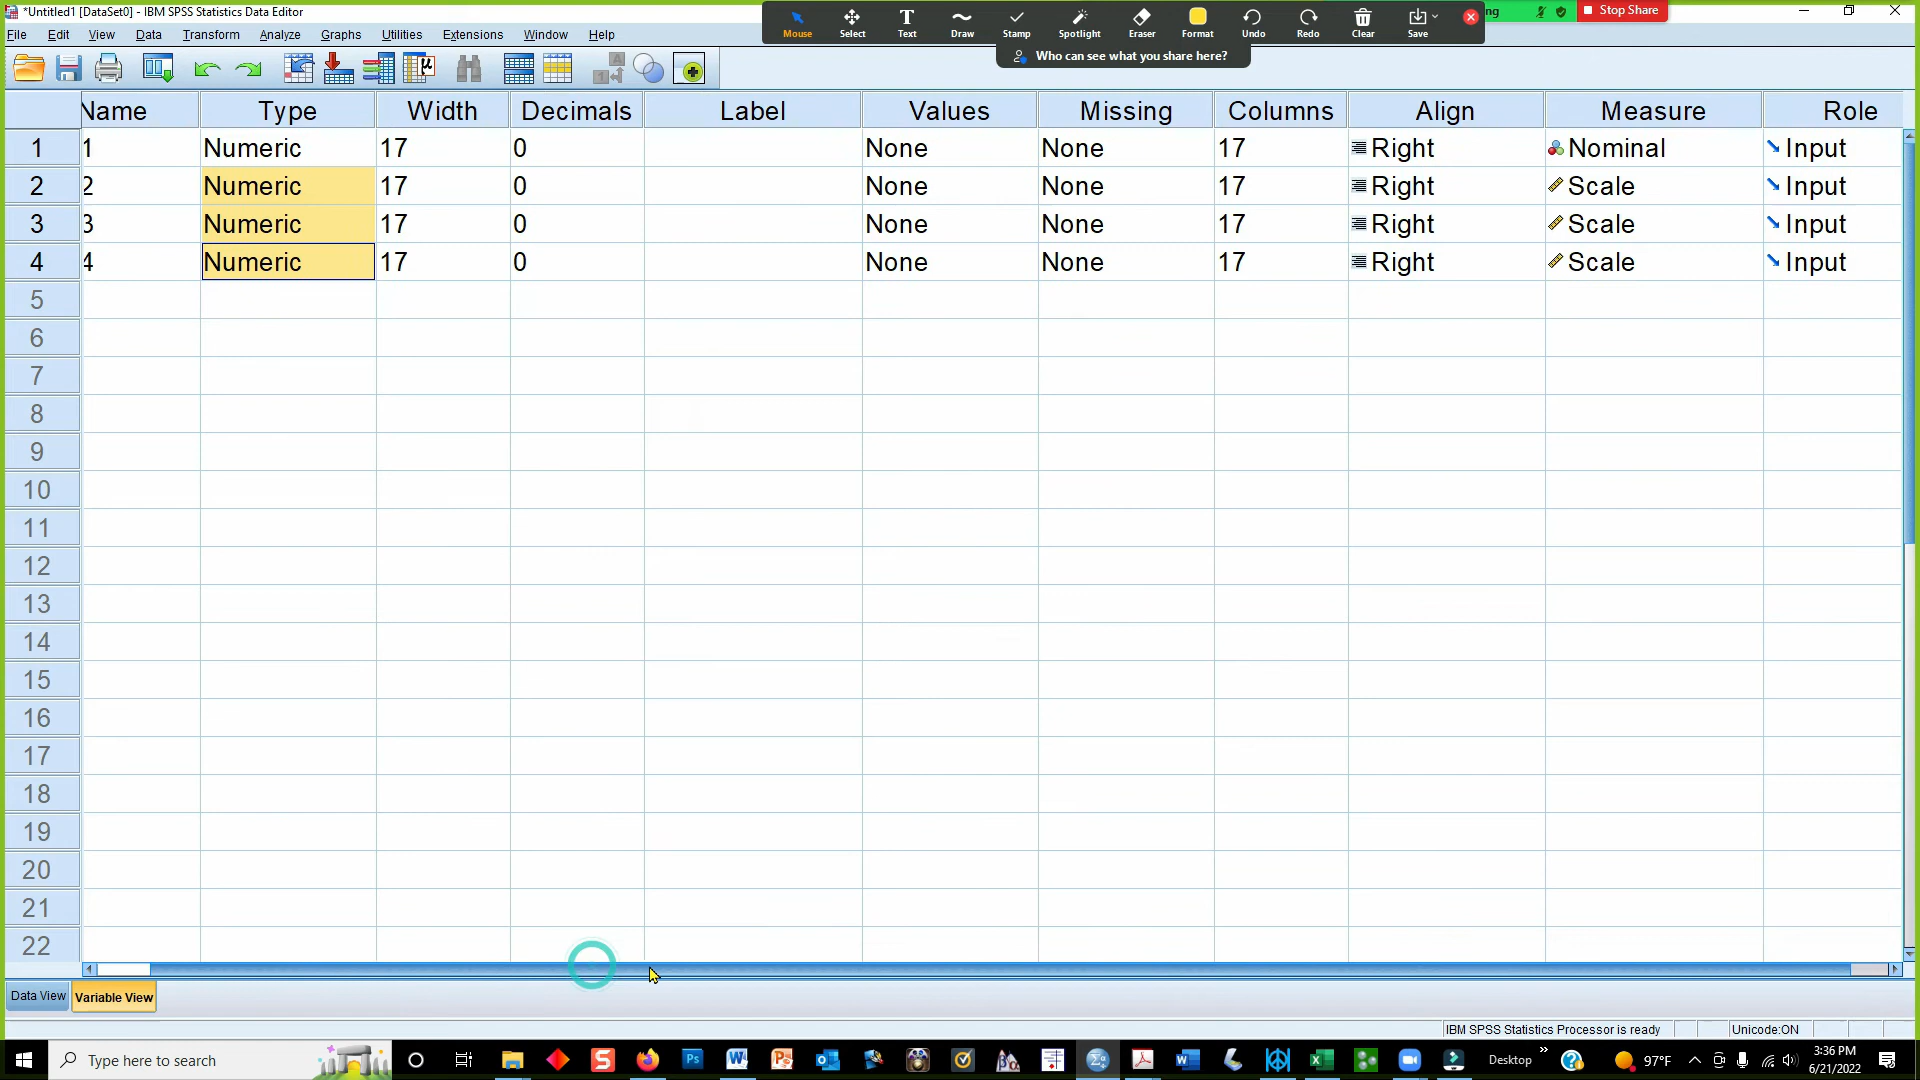 *Untitled1 [DataSet0] - IBM SPSS Statistics Data Editor
Mouse Select Text Draw Stamp Spotlight Eraser Format Undo Redo Clear Save
ng Stop Share
File Edit View Data Transform Analyze Graphs Utilities Extensions Window Help
Who can see what you share here?
Name Type Width Decimals Label Values Missing Columns Align Measure Role
1 1 Numeric 17 0 None None 17 Right Nominal Input
2 2 Numeric 17 0 None None 17 Right Scale Input
3 3 Numeric 17 0 None None 17 Right Scale Input
4 4 Numeric 17 0 None None 17 Right Scale Input
5
6
7
8
9
10
11
12
13
14
15
16
17
18
19
20
21
22
Data View Variable View
IBM SPSS Statistics Processor is ready Unicode:ON
Type here to search Desktop 97°F 3:36 PM
6/21/2022